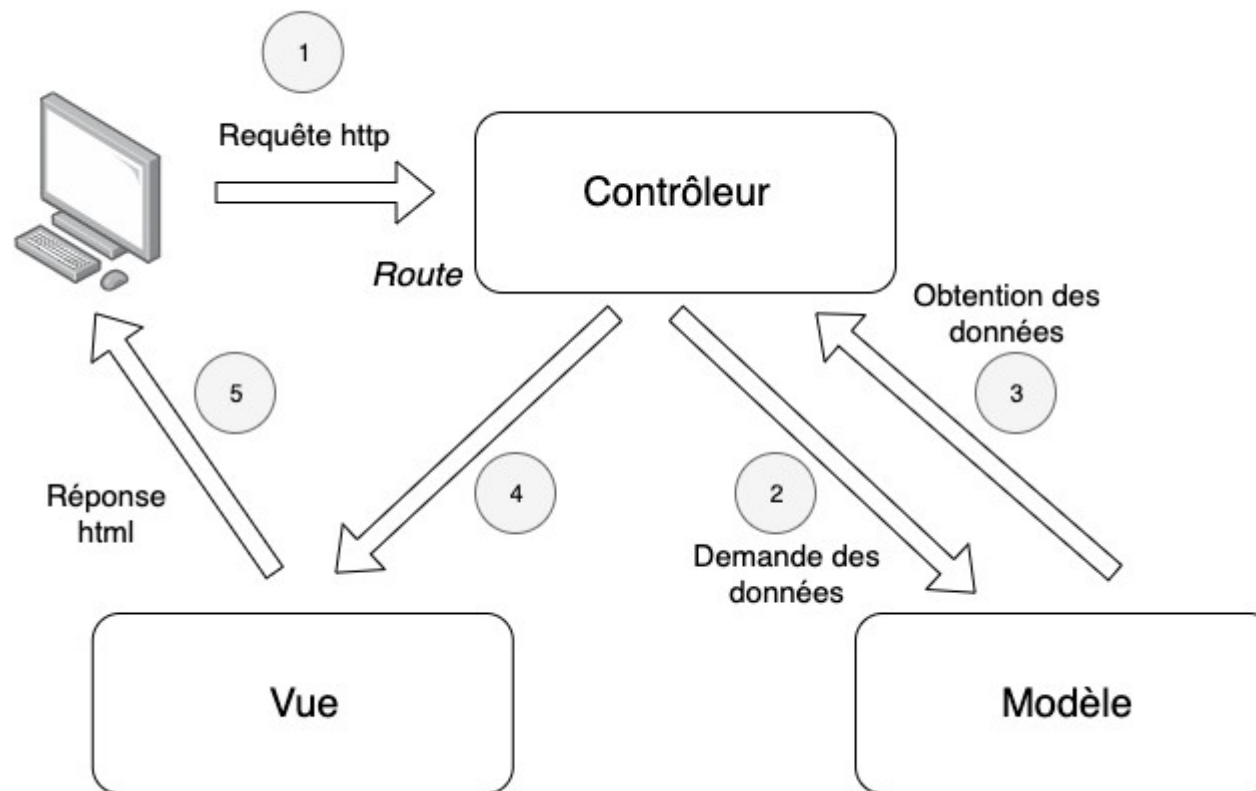 1
Requête http
Contrôleur
Route
Obtention des
données
3
5
4
2
Réponse
html
Demande des
données
Vue
Modèle